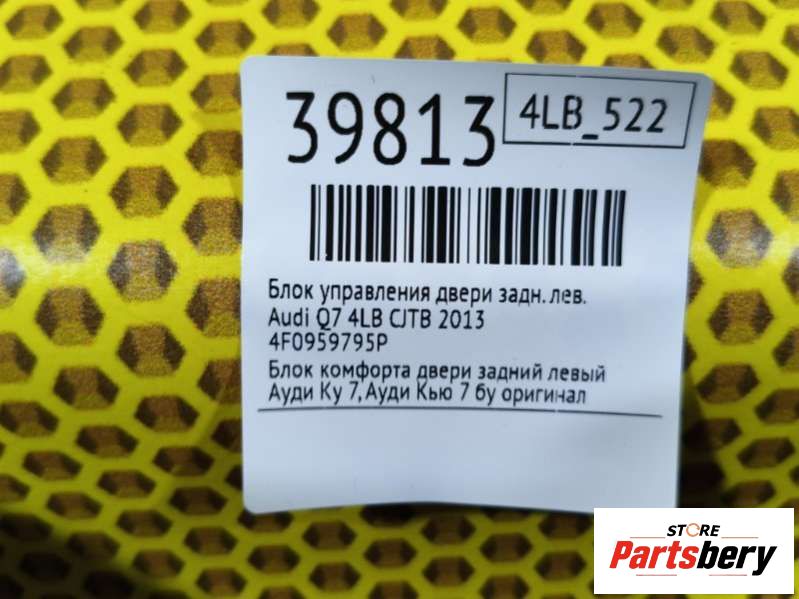 39813
4LB_522
Блок управления двери задн. лев.
Audi Q7 4LB CJTB 2013
4F0959795P
Блок комфорта двери задний левый
Ауди Ку 7, Ауди Кью 7 бу оригинал
STORE
Partsbery